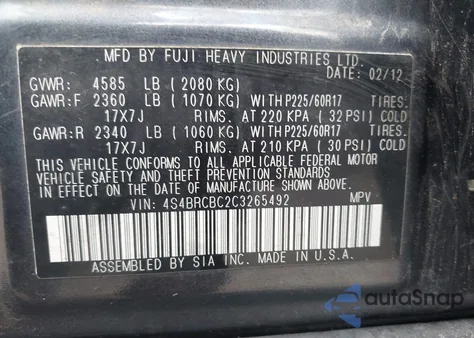 MFD. BY FUJI HEAVY INDUSTRIES LTD.
DATE: 02/12
GVWR: 4585 LB (2080 KG)
GAWR:F 2360 LB (1070 KG) WITH P225/60R17 TIRES.
17X7J RIMS. AT 220 KPA (32 PSI) COLD
GAWR:R 2340 LB (1060 KG) WITH P225/60R17 TIRES.
17X7J RIMS. AT 210 KPA (30 PSI) COLD
THIS VEHICLE CONFORMS TO ALL APPLICABLE FEDERAL MOTOR
VEHICLE SAFETY AND THEFT PREVENTION STANDARDS
IN EFFECT ON THE DATE OF MANUFACTURE SHOWN ABOVE.
VIN: 4S4BRCBC2C3265492 MPV
ASSEMBLED BY SIA INC. MADE IN U.S.A.
autoSnap